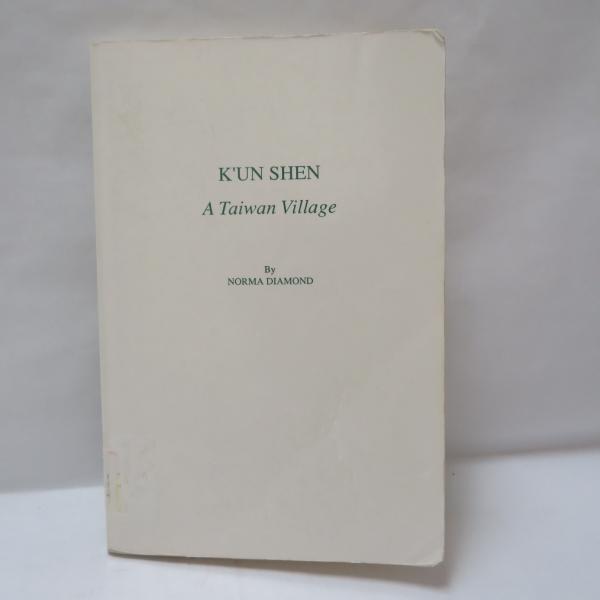 K'UN SHEN
A Taiwan Village
By
NORMA DIAMOND